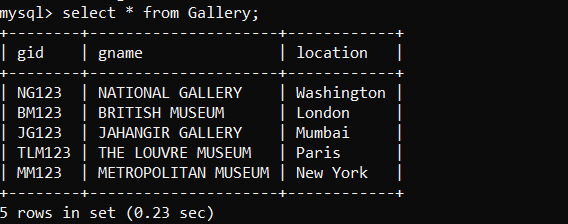 mysql> select * from Gallery;
+--------+---------------------+------------+
| gid    | gname               | location   |
+--------+---------------------+------------+
| NG123  | NATIONAL GALLERY    | Washington |
| BM123  | BRITISH MUSEUM      | London     |
| JG123  | JAHANGIR GALLERY    | Mumbai     |
| TLM123 | THE LOUVRE MUSEUM   | Paris      |
| MM123  | METROPOLITAN MUSEUM | New York   |
+--------+---------------------+------------+
5 rows in set (0.23 sec)